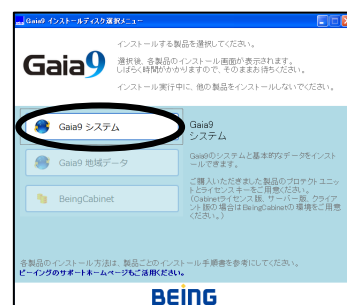 Gaia9 インストールディスク選択メニュー
Gaia9
インストールする製品を選択してください。
選択後、各製品のインストール画面が表示されます。
しばらく時間がかかりますので、そのままお待ちください。
インストール実行中に、他の製品をインストールしないでください。
Gaia9 システム
Gaia9 地域データ
BeingCabinet
Gaia9
システム
Gaia9のシステムと基本的なデータをインスト
ールできます。
ご購入いただきました製品のプロテクトユニッ
トとライセンスキーをご用意ください。
(Cabinetライセンス版、サーバー版、クライア
ント版の場合はBeingCabinetの環境をご用意
ください。)
各製品のインストール方法は、製品ごとのインストール手順書を参考にしてください。
ビーイングのサポートホームページもご活用ください。
BEING